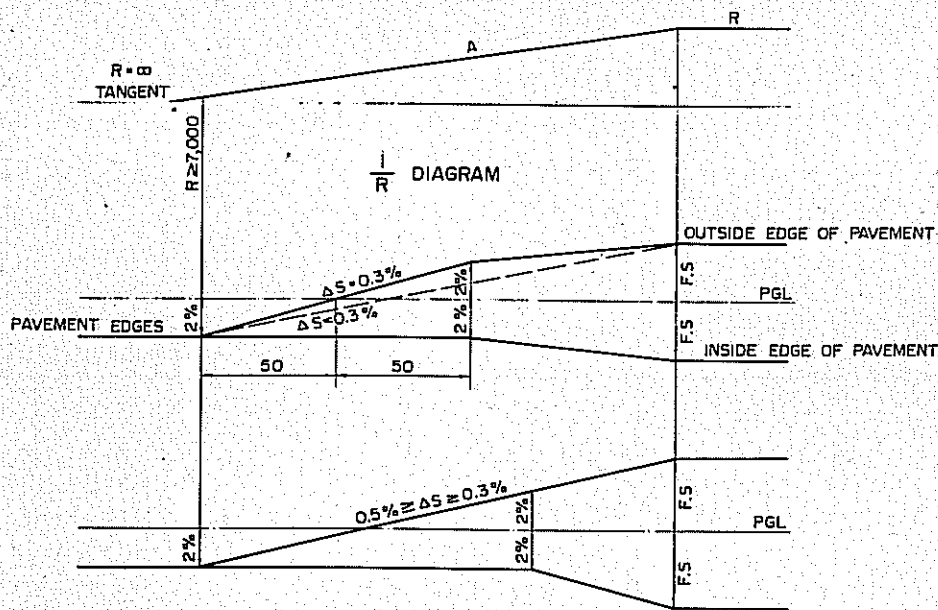 R
A
R = ∞
TANGENT
R ≥ 7,000
1/R DIAGRAM
OUTSIDE EDGE OF PAVEMENT
ΔS = 0.3%
2%
F.S
PGL
PAVEMENT EDGES
2%
ΔS < 0.3%
2%
F.S
INSIDE EDGE OF PAVEMENT
50
50
0.5% ≥ ΔS ≥ 0.3%
2%
F.S
PGL
2%
2%
F.S